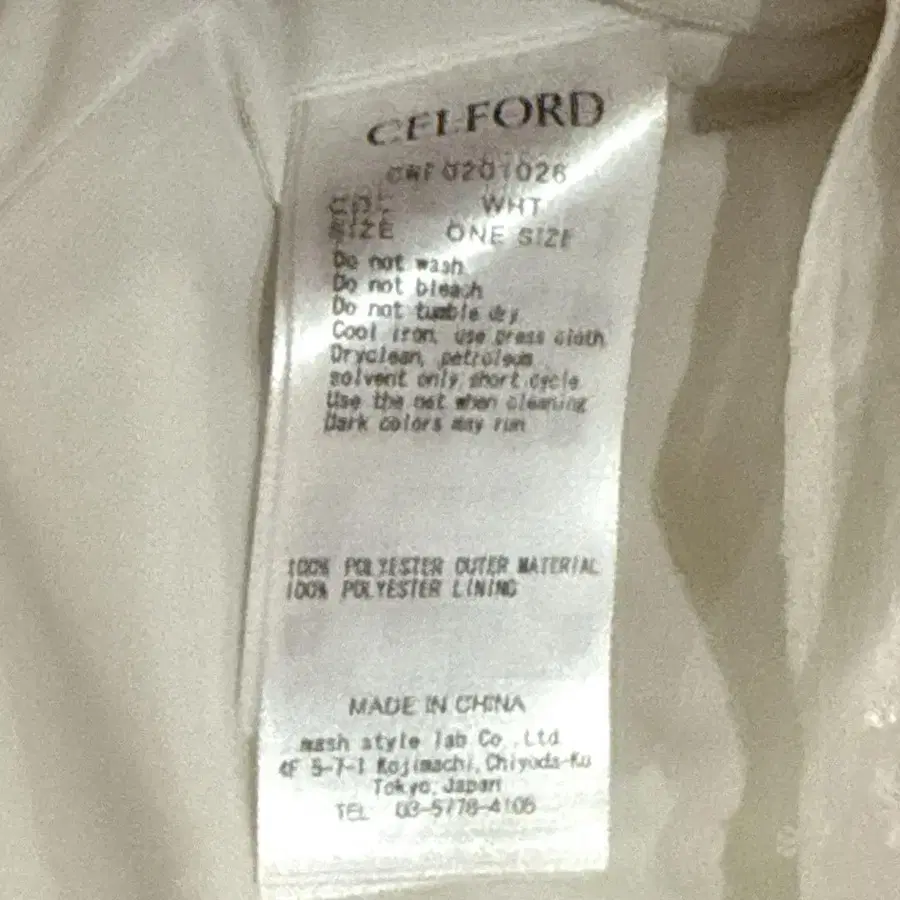 CELFORD
CWF0201026
COL WHT
SIZE ONE SIZE
Do not wash
Do not bleach
Do not tumble dry
Cool iron, use press cloth
Dryclean, petroleum
solvent only, short cycle
Use the net when cleaning
Dark colors may run
100% POLYESTER OUTER MATERIAL
100% POLYESTER LINING
MADE IN CHINA
mash style lab Co.,Ltd
4F 5-7-1 Kojimachi, Chiyoda-Ku
Tokyo, Japan
TEL 03-5778-4106